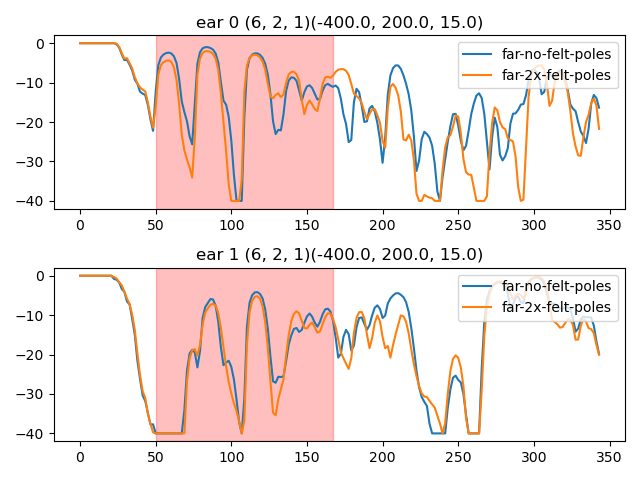 ear 0 (6, 2, 1)(-400.0, 200.0, 15.0)
0
−10
−20
−30
−40
far-no-felt-poles
far-2x-felt-poles
0 50 100 150 200 250 300 350
ear 1 (6, 2, 1)(-400.0, 200.0, 15.0)
0
−10
−20
−30
−40
far-no-felt-poles
far-2x-felt-poles
0 50 100 150 200 250 300 350